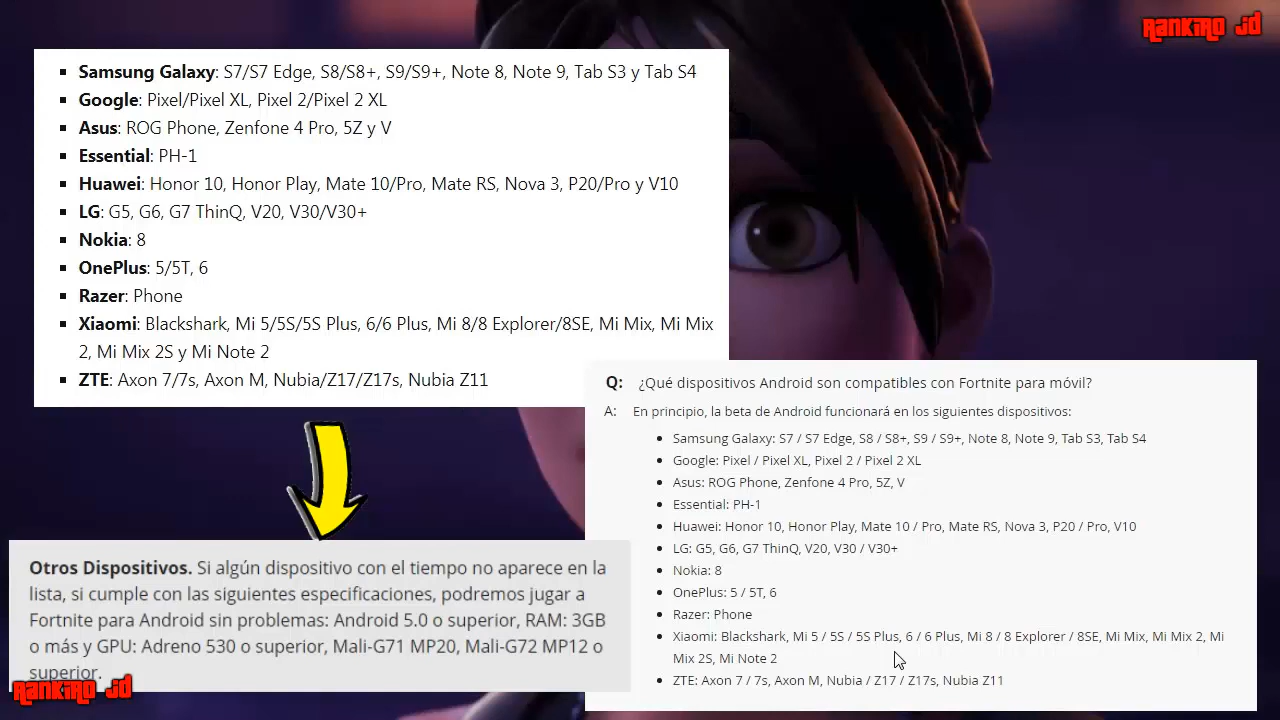 RANKIRO JD
Samsung Galaxy: S7/S7 Edge, S8/S8+, S9/S9+, Note 8, Note 9, Tab S3 y Tab S4
Google: Pixel/Pixel XL, Pixel 2/Pixel 2 XL
Asus: ROG Phone, Zenfone 4 Pro, 5Z y V
Essential: PH-1
Huawei: Honor 10, Honor Play, Mate 10/Pro, Mate RS, Nova 3, P20/Pro y V10
LG: G5, G6, G7 ThinQ, V20, V30/V30+
Nokia: 8
OnePlus: 5/5T, 6
Razer: Phone
Xiaomi: Blackshark, Mi 5/5S/5S Plus, 6/6 Plus, Mi 8/8 Explorer/8SE, Mi Mix, Mi Mix
2, Mi Mix 2S y Mi Note 2
ZTE: Axon 7/7s, Axon M, Nubia/Z17/Z17s, Nubia Z11
Q: ¿Qué dispositivos Android son compatibles con Fortnite para móvil?
A: En principio, la beta de Android funcionará en los siguientes dispositivos:
Samsung Galaxy: S7 / S7 Edge, S8 / S8+, S9 / S9+, Note 8, Note 9, Tab S3, Tab S4
Google: Pixel / Pixel XL, Pixel 2 / Pixel 2 XL
Asus: ROG Phone, Zenfone 4 Pro, 5Z, V
Essential: PH-1
Huawei: Honor 10, Honor Play, Mate 10 / Pro, Mate RS, Nova 3, P20 / Pro, V10
LG: G5, G6, G7 ThinQ, V20, V30 / V30+
Nokia: 8
OnePlus: 5 / 5T, 6
Razer: Phone
Xiaomi: Blackshark, Mi 5 / 5S / 5S Plus, 6 / 6 Plus, Mi 8 / 8 Explorer / 8SE, Mi Mix, Mi Mix 2, Mi
Mix 2S, Mi Note 2
ZTE: Axon 7 / 7s, Axon M, Nubia / Z17 / Z17s, Nubia Z11
Otros Dispositivos. Si algún dispositivo con el tiempo no aparece en la
lista, si cumple con las siguientes especificaciones, podremos jugar a
Fortnite para Android sin problemas: Android 5.0 o superior, RAM: 3GB
o más y GPU: Adreno 530 o superior, Mali-G71 MP20, Mali-G72 MP12 o
superior.
RANKIRO JD